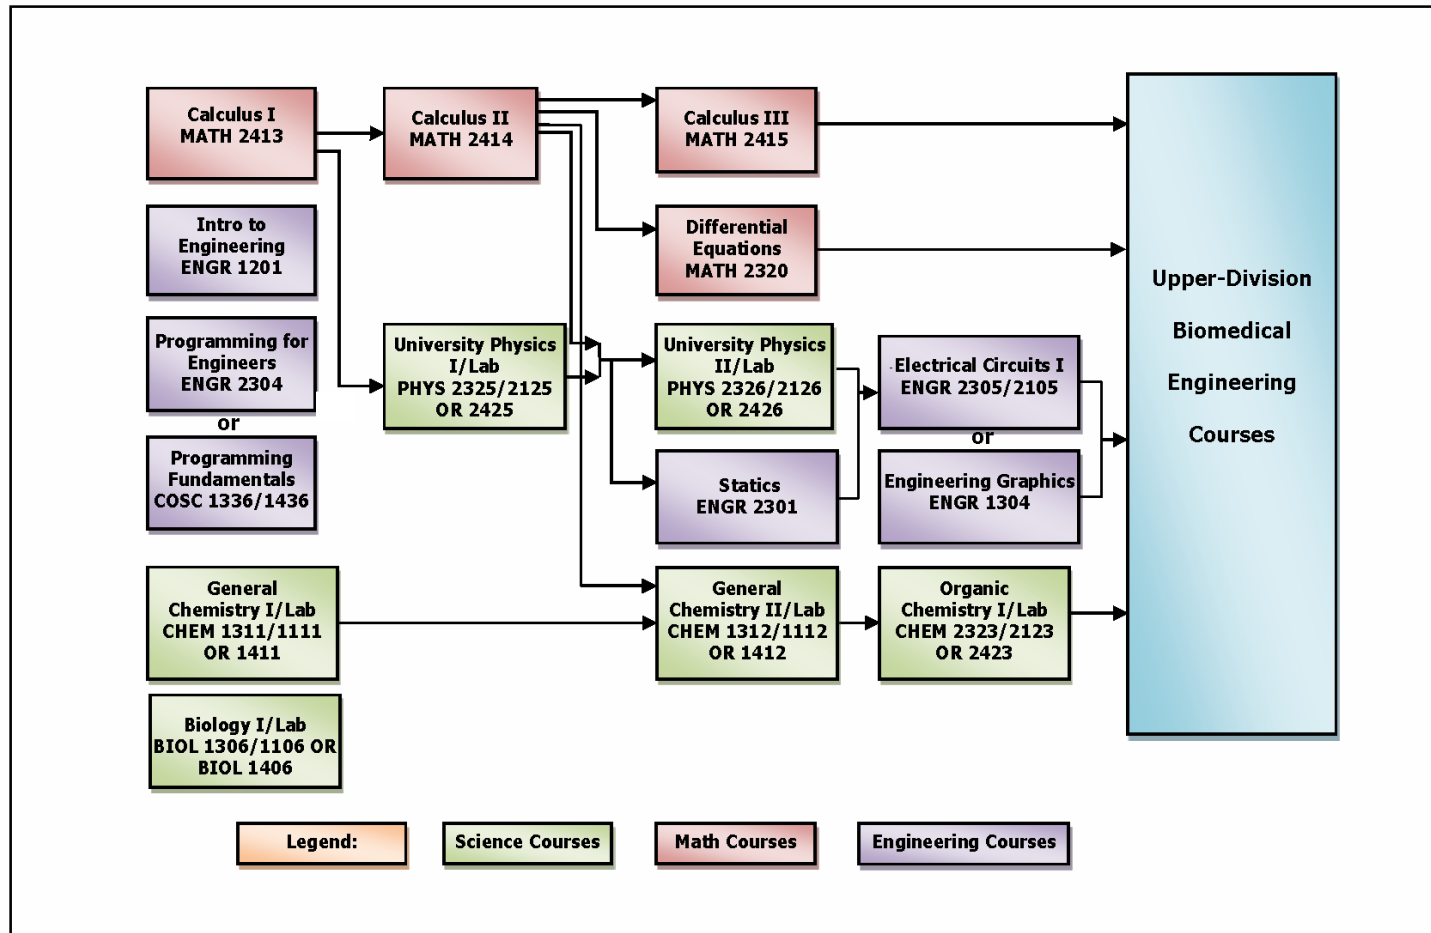 Calculus I
MATH 2413
Calculus II
MATH 2414
Calculus III
MATH 2415
Intro to
Engineering
ENGR 1201
Differential
Equations
MATH 2320
Programming for
Engineers
ENGR 2304
or
Programming
Fundamentals
COSC 1336/1436
University Physics
I/Lab
PHYS 2325/2125
OR 2425
University Physics
II/Lab
PHYS 2326/2126
OR 2426
Electrical Circuits I
ENGR 2305/2105
or
Engineering Graphics
ENGR 1304
Statics
ENGR 2301
General
Chemistry I/Lab
CHEM 1311/1111
OR 1411
General
Chemistry II/Lab
CHEM 1312/1112
OR 1412
Organic
Chemistry I/Lab
CHEM 2323/2123
OR 2423
Biology I/Lab
BIOL 1306/1106 OR
BIOL 1406
Upper-Division
Biomedical
Engineering
Courses
Legend:
Science Courses
Math Courses
Engineering Courses